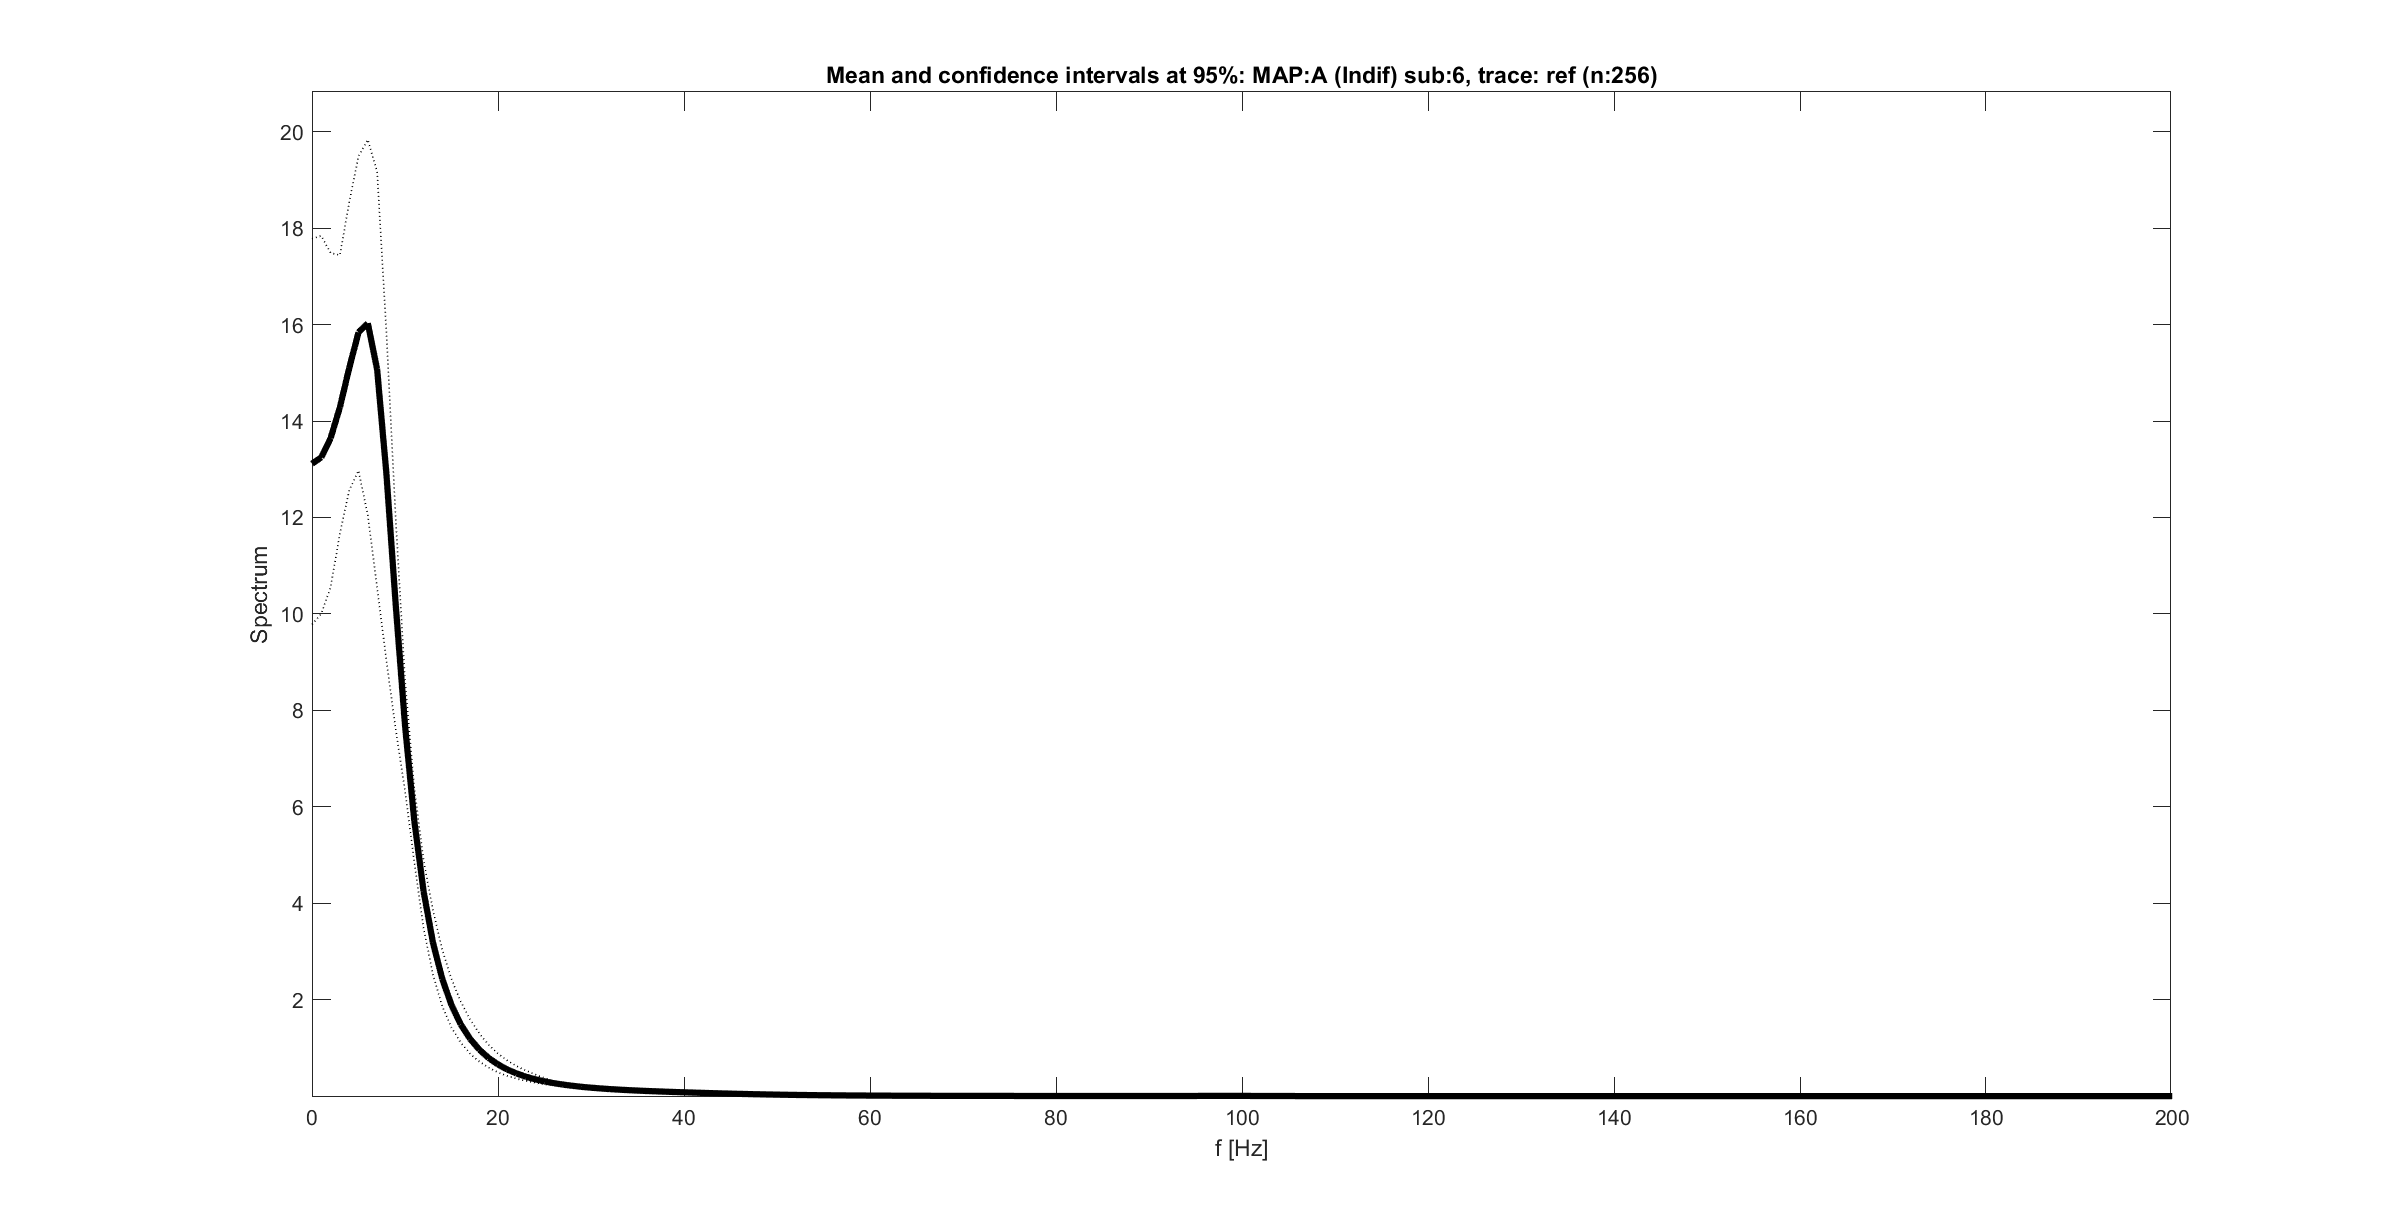 Mean and confidence intervals at 95%: MAP:A (Indif) sub:6, trace: ref (n:256)
20
18
16
14
12
10
8
6
4
2
Spectrum
0 20 40 60 80 100 120 140 160 180 200
f [Hz]